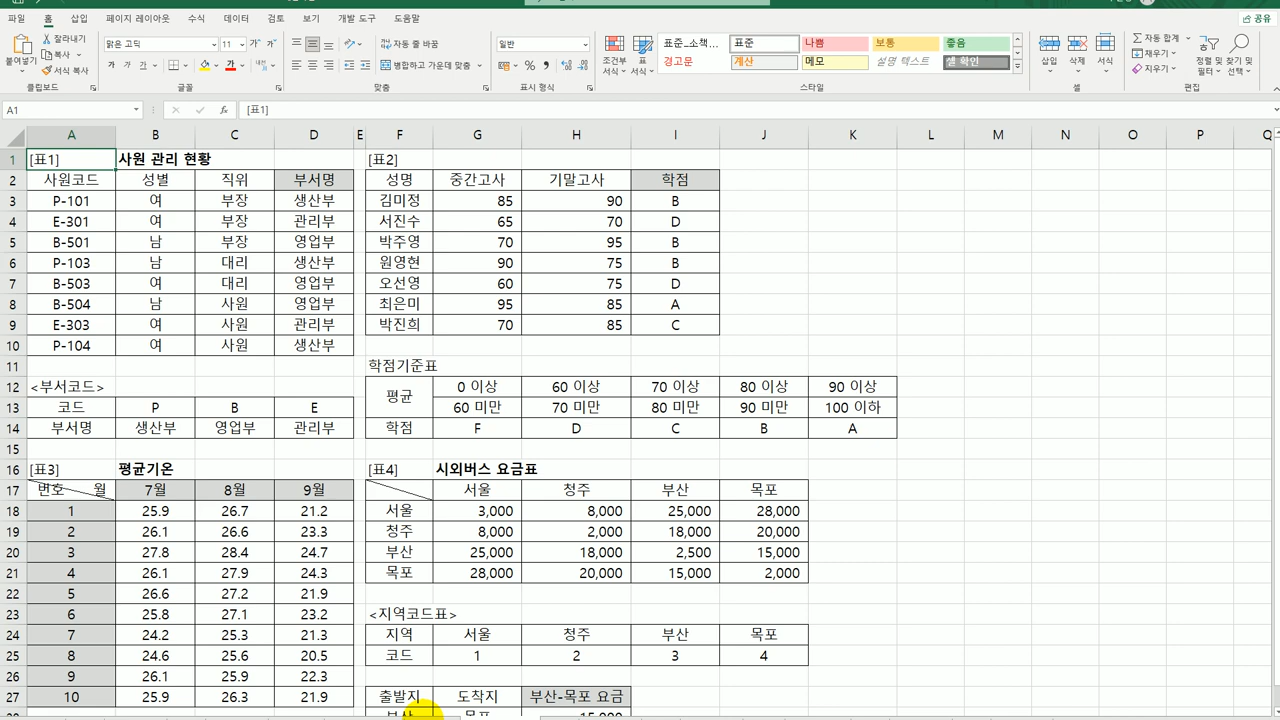 파일 홈 삽입 페이지 레이아웃 수식 데이터 검토 보기 개발 도구 도움말 공유
붙여넣기 잘라내기 복사 서식 복사 클립보드
맑은 고딕 11 가 가 가 가 가 글꼴
자동 줄 바꿈 병합하고 가운데 맞춤 맞춤
일반 % 표시 형식
조건부 서식 표 서식
표준_소책... 표준 나쁨 보통 좋음
경고문 계산 메모 설명 텍스트 셀 확인
스타일
삽입 삭제 서식 셀
자동 합계 채우기 지우기 정렬 및 필터 찾기 및 선택 편집
A1 fx [표1]
A B C D E F G H I J K L M N O P Q
1 [표1] 사원 관리 현황 [표2]
2 사원코드 성별 직위 부서명 성명 중간고사 기말고사 학점
3 P-101 여 부장 생산부 김미정 85 90 B
4 E-301 여 부장 관리부 서진수 65 70 D
5 B-501 남 부장 영업부 박주영 70 95 B
6 P-103 남 대리 생산부 원영현 90 75 B
7 B-503 여 대리 영업부 오선영 60 75 D
8 B-504 남 사원 영업부 최은미 95 85 A
9 E-303 여 사원 관리부 박진희 70 85 C
10 P-104 여 사원 생산부
11 학점기준표
12 <부서코드> 평균 0 이상 60 이상 70 이상 80 이상 90 이상
13 코드 P B E 60 미만 70 미만 80 미만 90 미만 100 이하
14 부서명 생산부 영업부 관리부 학점 F D C B A
15
16 [표3] 평균기온 [표4] 시외버스 요금표
17 번호 월 7월 8월 9월 서울 청주 부산 목포
18 1 25.9 26.7 21.2 서울 3,000 8,000 25,000 28,000
19 2 26.1 26.6 23.3 청주 8,000 2,000 18,000 20,000
20 3 27.8 28.4 24.7 부산 25,000 18,000 2,500 15,000
21 4 26.1 27.9 24.3 목포 28,000 20,000 15,000 2,000
22 5 26.6 27.2 21.9
23 6 25.8 27.1 23.2 <지역코드표>
24 7 24.2 25.3 21.3 지역 서울 청주 부산 목포
25 8 24.6 25.6 20.5 코드 1 2 3 4
26 9 26.1 25.9 22.3
27 10 25.9 26.3 21.9 출발지 도착지 부산-목포 요금
부산 목포 15,000